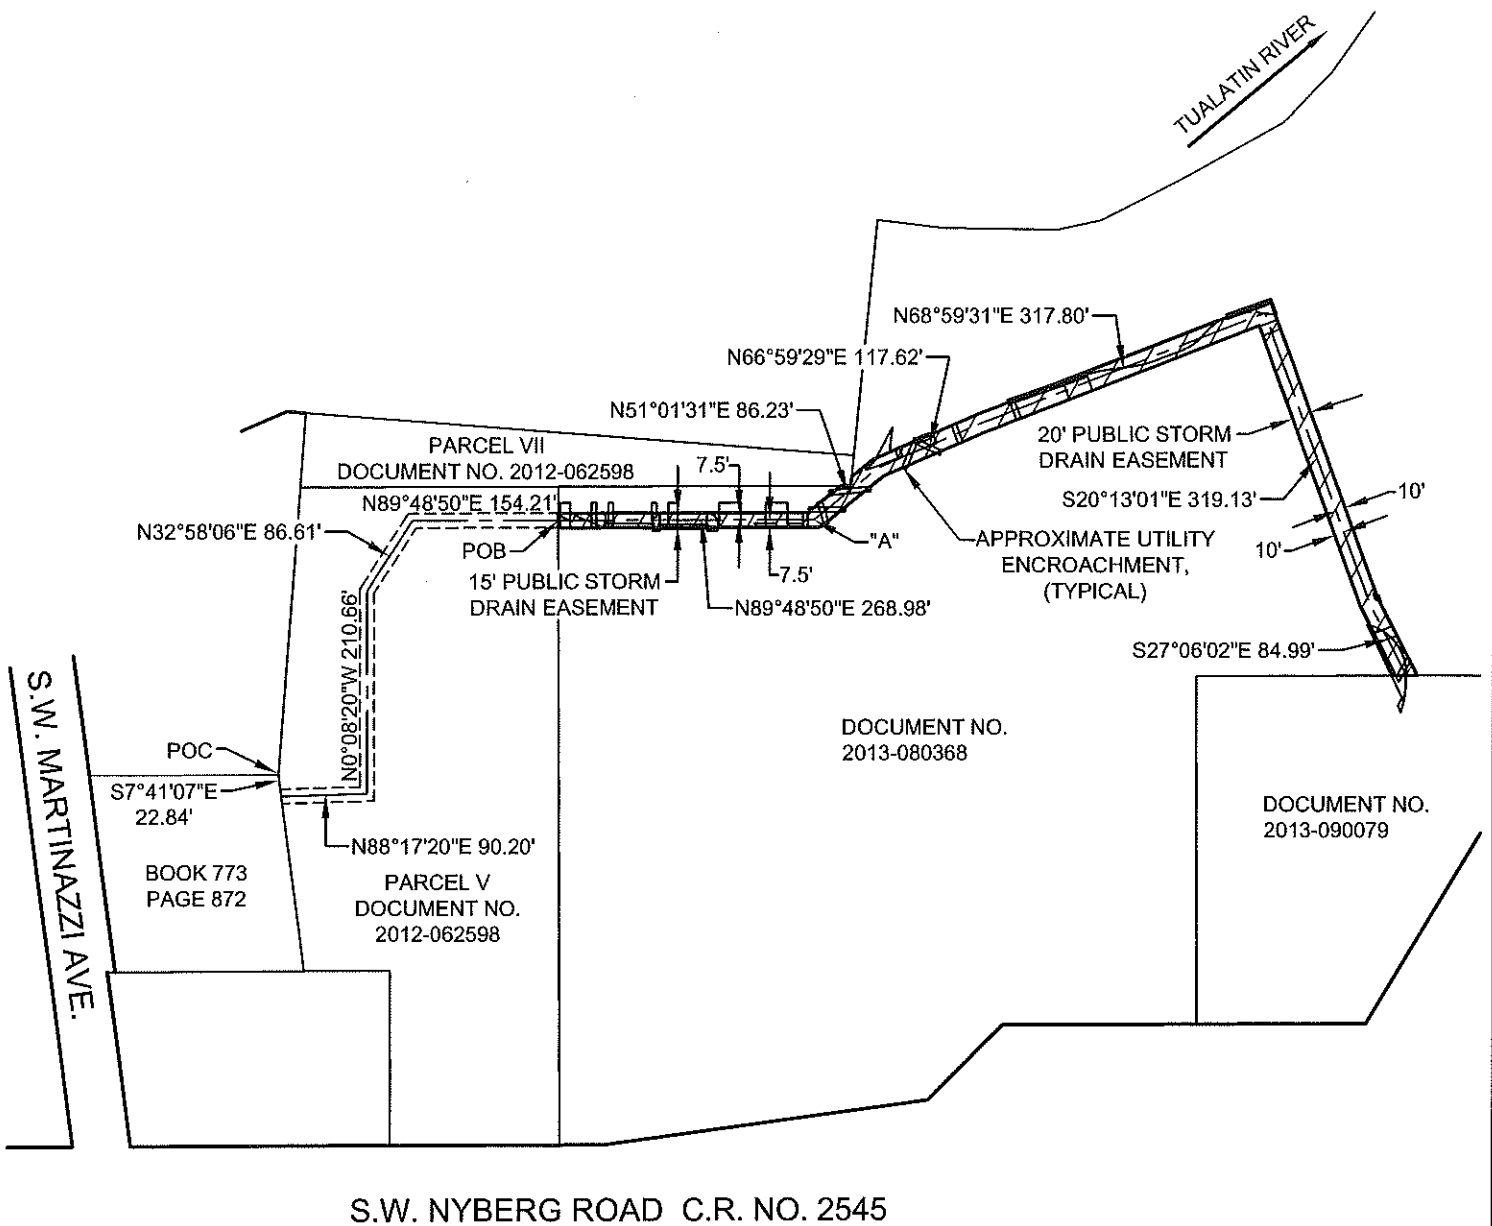 TUALATIN RIVER
N68°59'31"E 317.80'
N66°59'29"E 117.62'
N51°01'31"E 86.23'
PARCEL VII
DOCUMENT NO. 2012-062598
7.5'
20' PUBLIC STORM
DRAIN EASEMENT
N89°48'50"E 154.21'
S20°13'01"E 319.13'
10'
N32°58'06"E 86.61'
POB
"A"
APPROXIMATE UTILITY
ENCROACHMENT,
(TYPICAL)
10'
15' PUBLIC STORM
DRAIN EASEMENT
7.5'
N89°48'50"E 268.98'
N0°08'20"W 210.66'
S27°06'02"E 84.99'
S.W. MARTINAZZI AVE.
POC
S7°41'07"E
22.84'
DOCUMENT NO.
2013-080368
DOCUMENT NO.
2013-090079
N88°17'20"E 90.20'
BOOK 773
PAGE 872
PARCEL V
DOCUMENT NO.
2012-062598
S.W. NYBERG ROAD C.R. NO. 2545